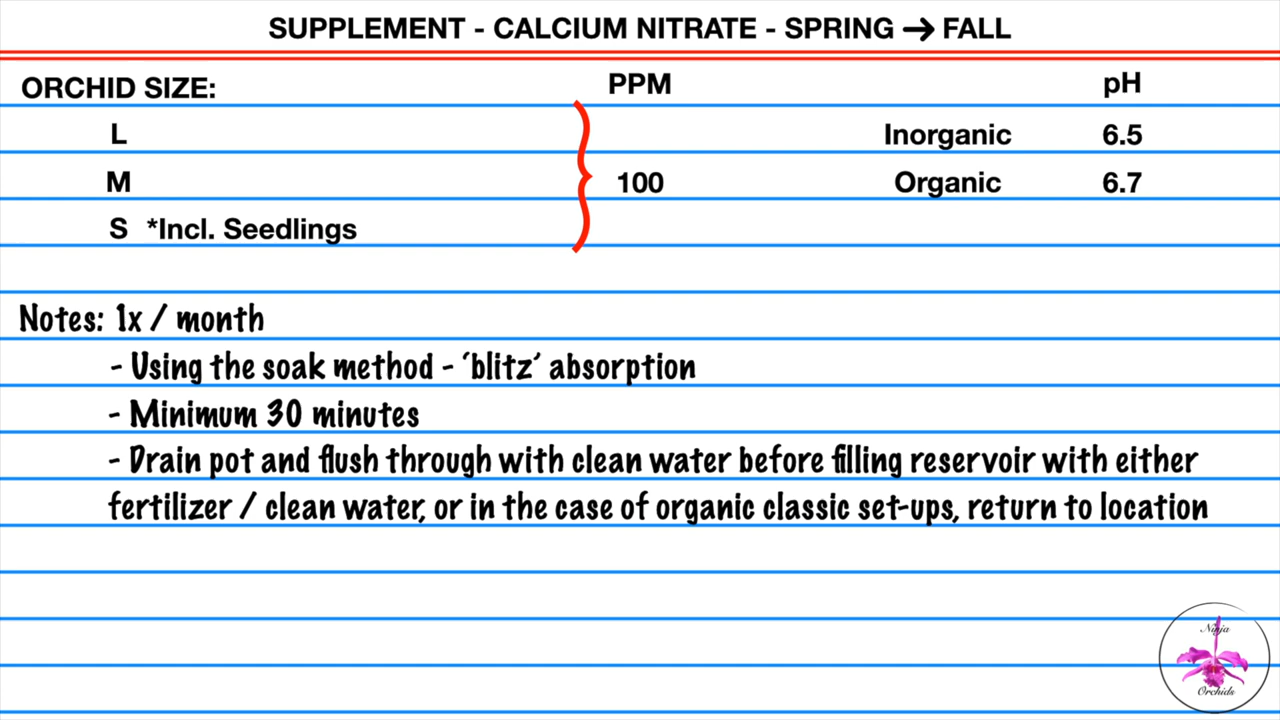 SUPPLEMENT - CALCIUM NITRATE - SPRING → FALL
ORCHID SIZE: PPM pH
L Inorganic 6.5
M 100 Organic 6.7
S *Incl. Seedlings
Notes: 1x / month
- Using the soak method - ‘blitz’ absorption
- Minimum 30 minutes
- Drain pot and flush through with clean water before filling reservoir with either
fertilizer / clean water, or in the case of organic classic set-ups, return to location
Ninja
Orchids